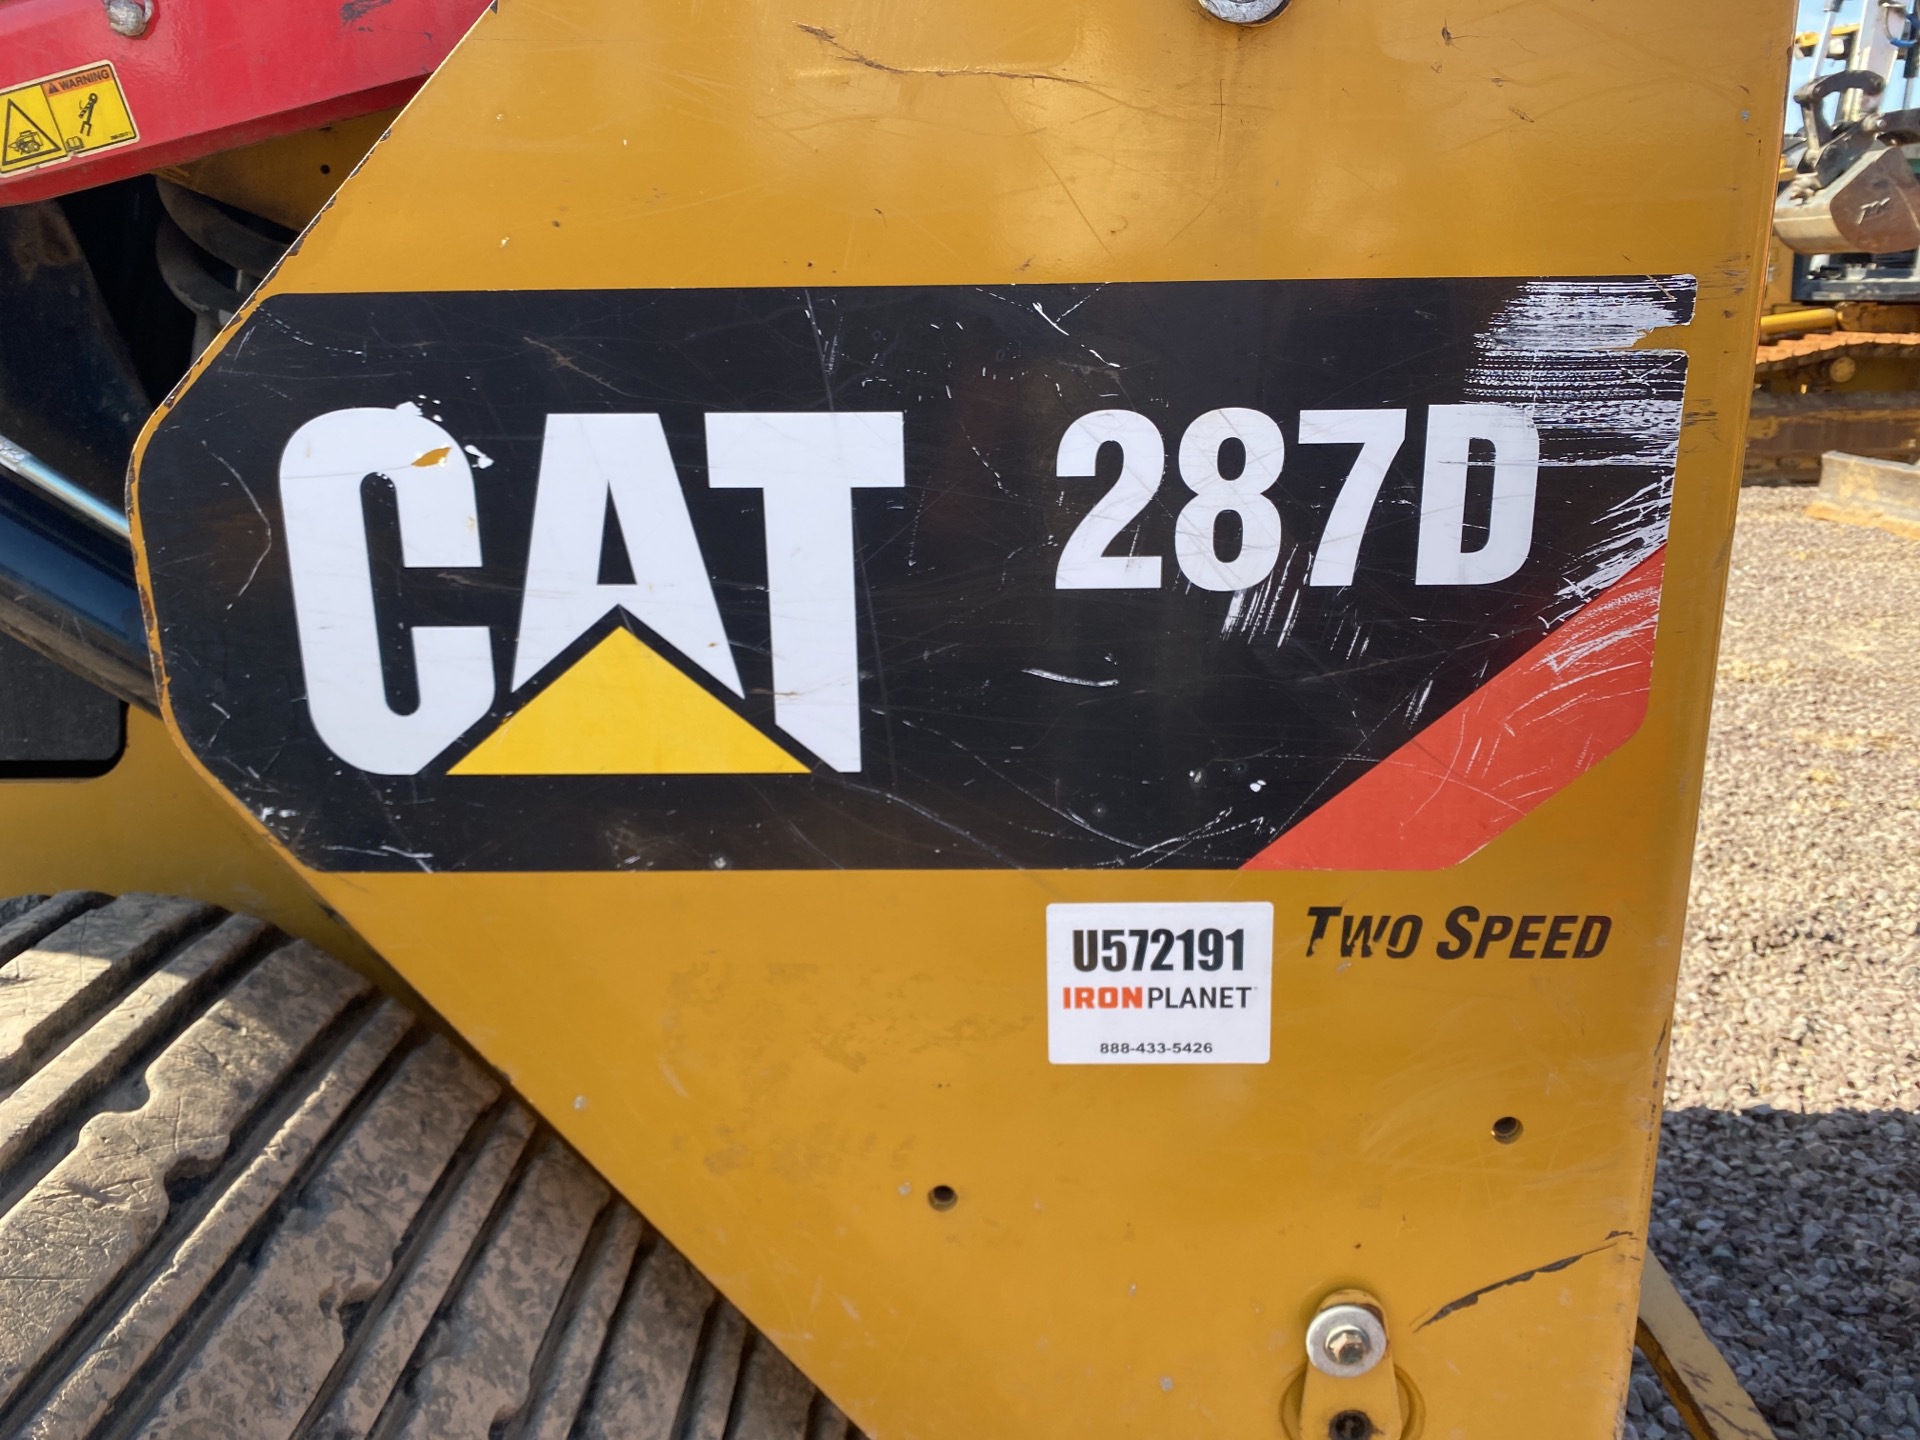 WARNING
CAT 287D
TWO SPEED
U572191
IRONPLANET
888-433-5426